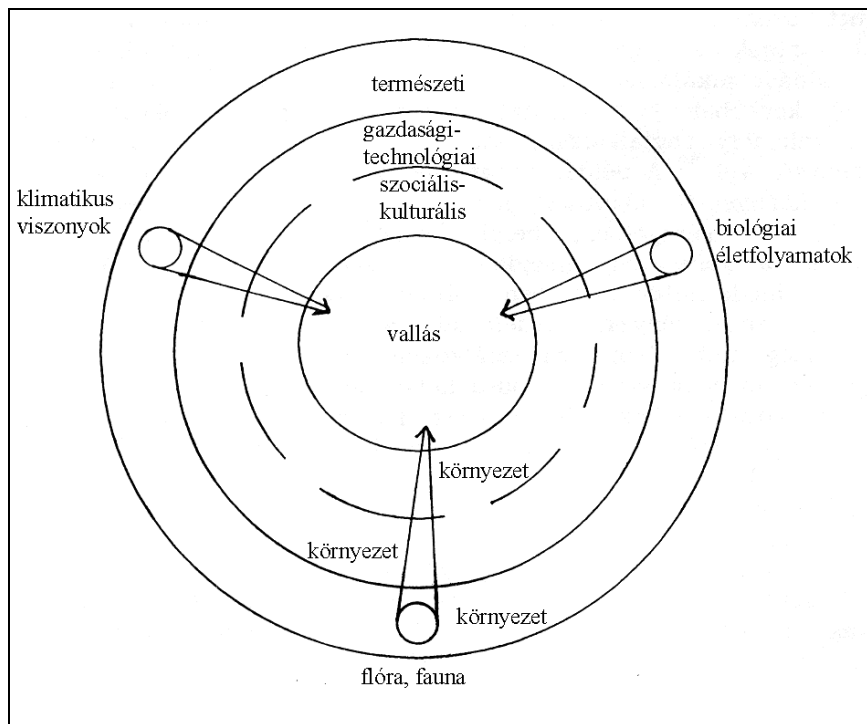 természeti
gazdasági-
technológiai
szociális-
kulturális
klimatikus
viszonyok
biológiai
életfolyamatok
vallás
környezet
környezet
környezet
flóra, fauna